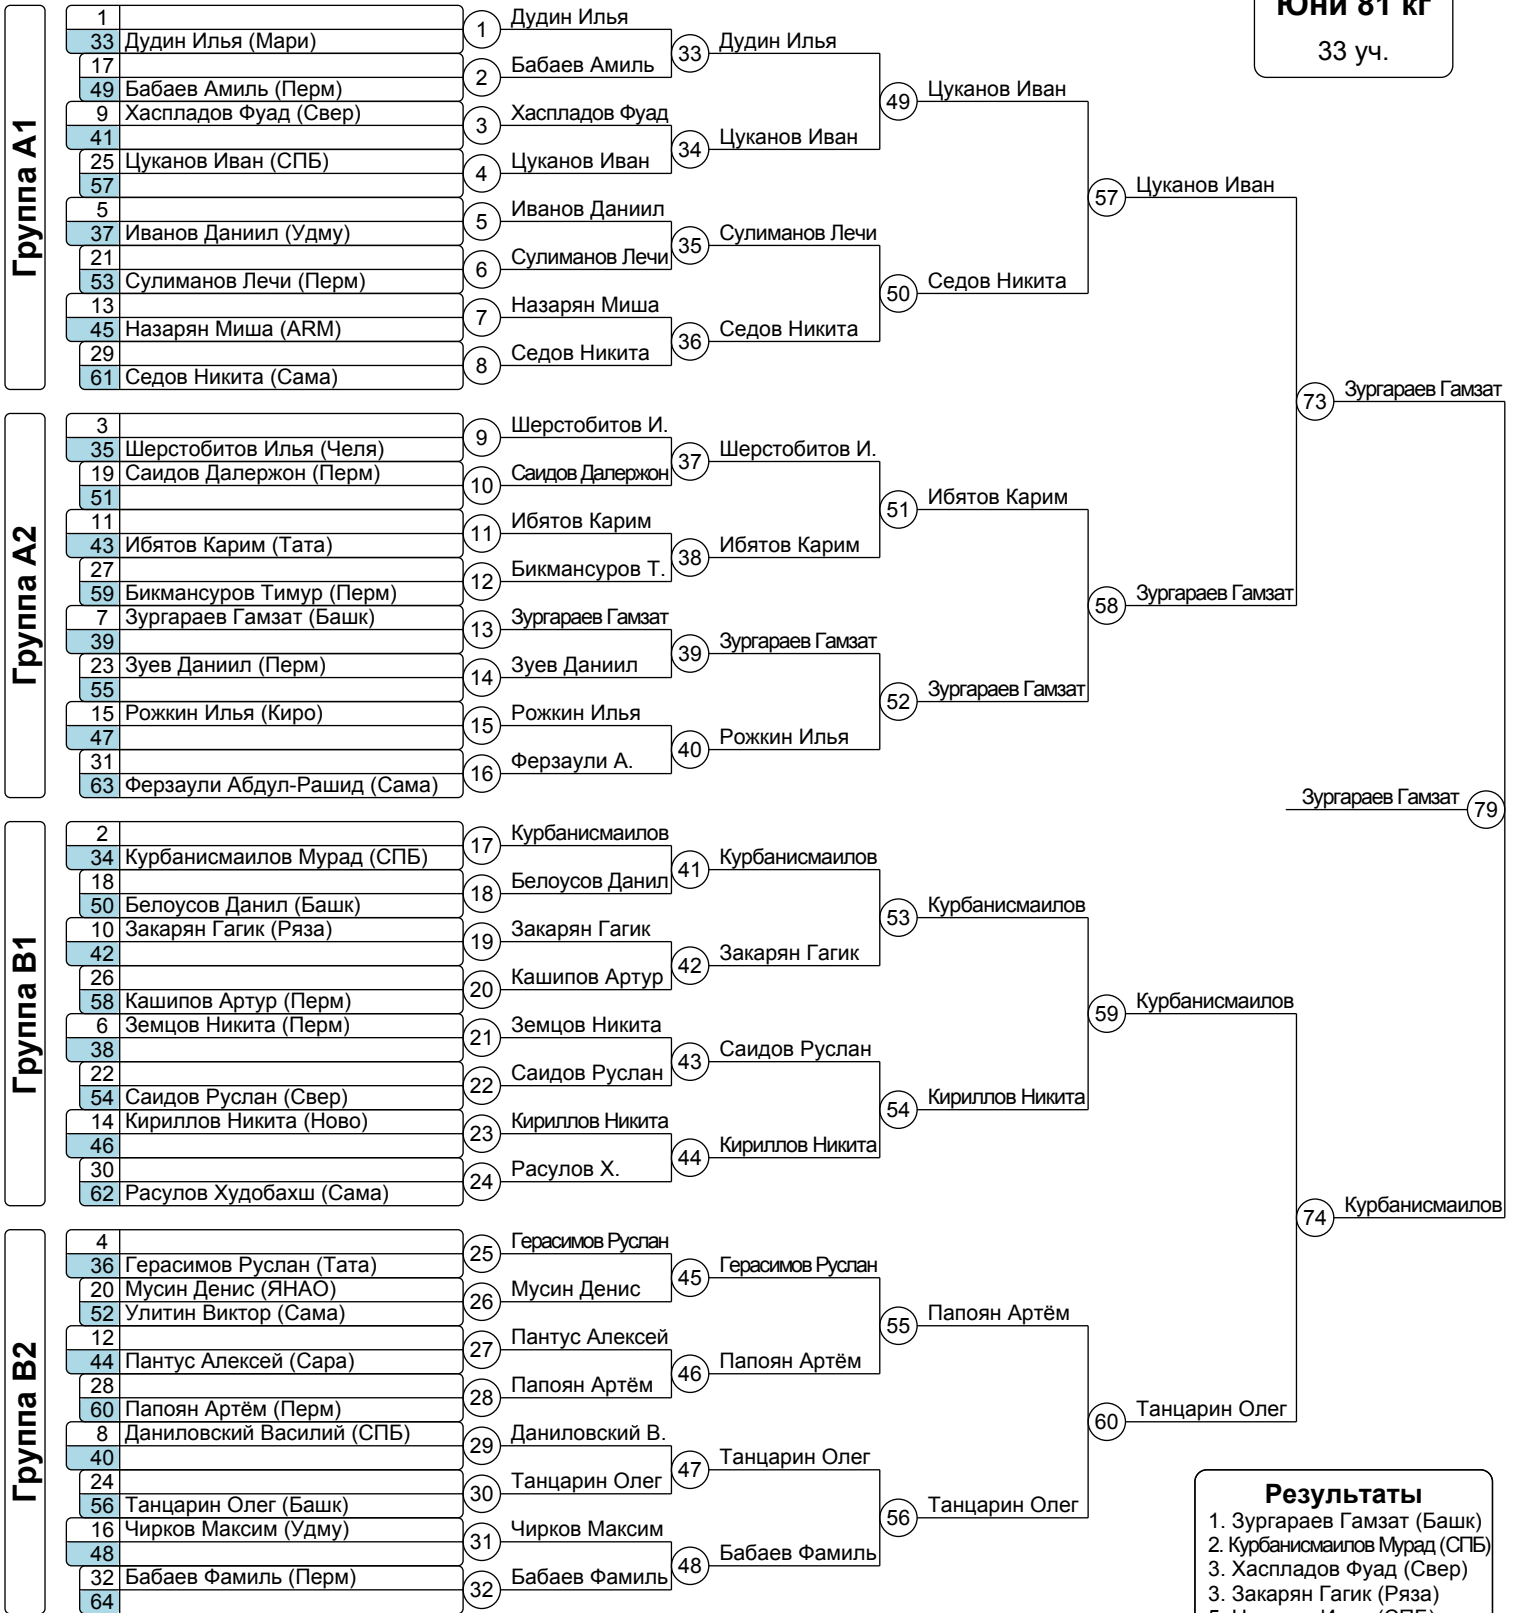 Юни 81 кг
33 уч.
Группа A1
1
33 Дудин Илья (Мари)
17
49 Бабаев Амиль (Перм)
9 Хаспладов Фуад (Свер)
41
25 Цуканов Иван (СПБ)
57
5
37 Иванов Даниил (Удму)
21
53 Сулиманов Лечи (Перм)
13
45 Назарян Миша (ARM)
29
61 Седов Никита (Сама)
Группа A2
3
35 Шерстобитов Илья (Челя)
19 Саидов Далержон (Перм)
51
11
43 Ибятов Карим (Тата)
27
59 Бикмансуров Тимур (Перм)
7 Зургараев Гамзат (Башк)
39
23 Зуев Даниил (Перм)
55
15 Рожкин Илья (Киро)
47
31
63 Ферзаули Абдул-Рашид (Сама)
Группа B1
2
34 Курбанисмаилов Мурад (СПБ)
18
50 Белоусов Данил (Башк)
10 Закарян Гагик (Ряза)
42
26
58 Кашипов Артур (Перм)
6 Земцов Никита (Перм)
38
22
54 Саидов Руслан (Свер)
14 Кириллов Никита (Ново)
46
30
62 Расулов Худобахш (Сама)
Группа B2
4
36 Герасимов Руслан (Тата)
20 Мусин Денис (ЯНАО)
52 Улитин Виктор (Сама)
12
44 Пантус Алексей (Сара)
28
60 Папоян Артём (Перм)
8 Даниловский Василий (СПБ)
40
24
56 Танцарин Олег (Башк)
16 Чирков Максим (Удму)
48
32 Бабаев Фамиль (Перм)
64
1 Дудин Илья
2 Бабаев Амиль
3 Хаспладов Фуад
4 Цуканов Иван
5 Иванов Даниил
6 Сулиманов Лечи
7 Назарян Миша
8 Седов Никита
9 Шерстобитов И.
10 Саидов Далержон
11 Ибятов Карим
12 Бикмансуров Т.
13 Зургараев Гамзат
14 Зуев Даниил
15 Рожкин Илья
16 Ферзаули А.
17 Курбанисмаилов
18 Белоусов Данил
19 Закарян Гагик
20 Кашипов Артур
21 Земцов Никита
22 Саидов Руслан
23 Кириллов Никита
24 Расулов Х.
25 Герасимов Руслан
26 Мусин Денис
27 Пантус Алексей
28 Папоян Артём
29 Даниловский В.
30 Танцарин Олег
31 Чирков Максим
32 Бабаев Фамиль
33 Дудин Илья
34 Цуканов Иван
35 Сулиманов Лечи
36 Седов Никита
37 Шерстобитов И.
38 Ибятов Карим
39 Зургараев Гамзат
40 Рожкин Илья
41 Курбанисмаилов
42 Закарян Гагик
43 Саидов Руслан
44 Кириллов Никита
45 Герасимов Руслан
46 Папоян Артём
47 Танцарин Олег
48 Бабаев Фамиль
49 Цуканов Иван
50 Седов Никита
51 Ибятов Карим
52 Зургараев Гамзат
53 Курбанисмаилов
54 Кириллов Никита
55 Папоян Артём
56 Танцарин Олег
57 Цуканов Иван
58 Зургараев Гамзат
59 Курбанисмаилов
60 Танцарин Олег
73 Зургараев Гамзат
74 Курбанисмаилов
Зургараев Гамзат 79
Результаты
1. Зургараев Гамзат (Башк)
2. Курбанисмаилов Мурад (СПБ)
3. Хаспладов Фуад (Свер)
3. Закарян Гагик (Ряза)